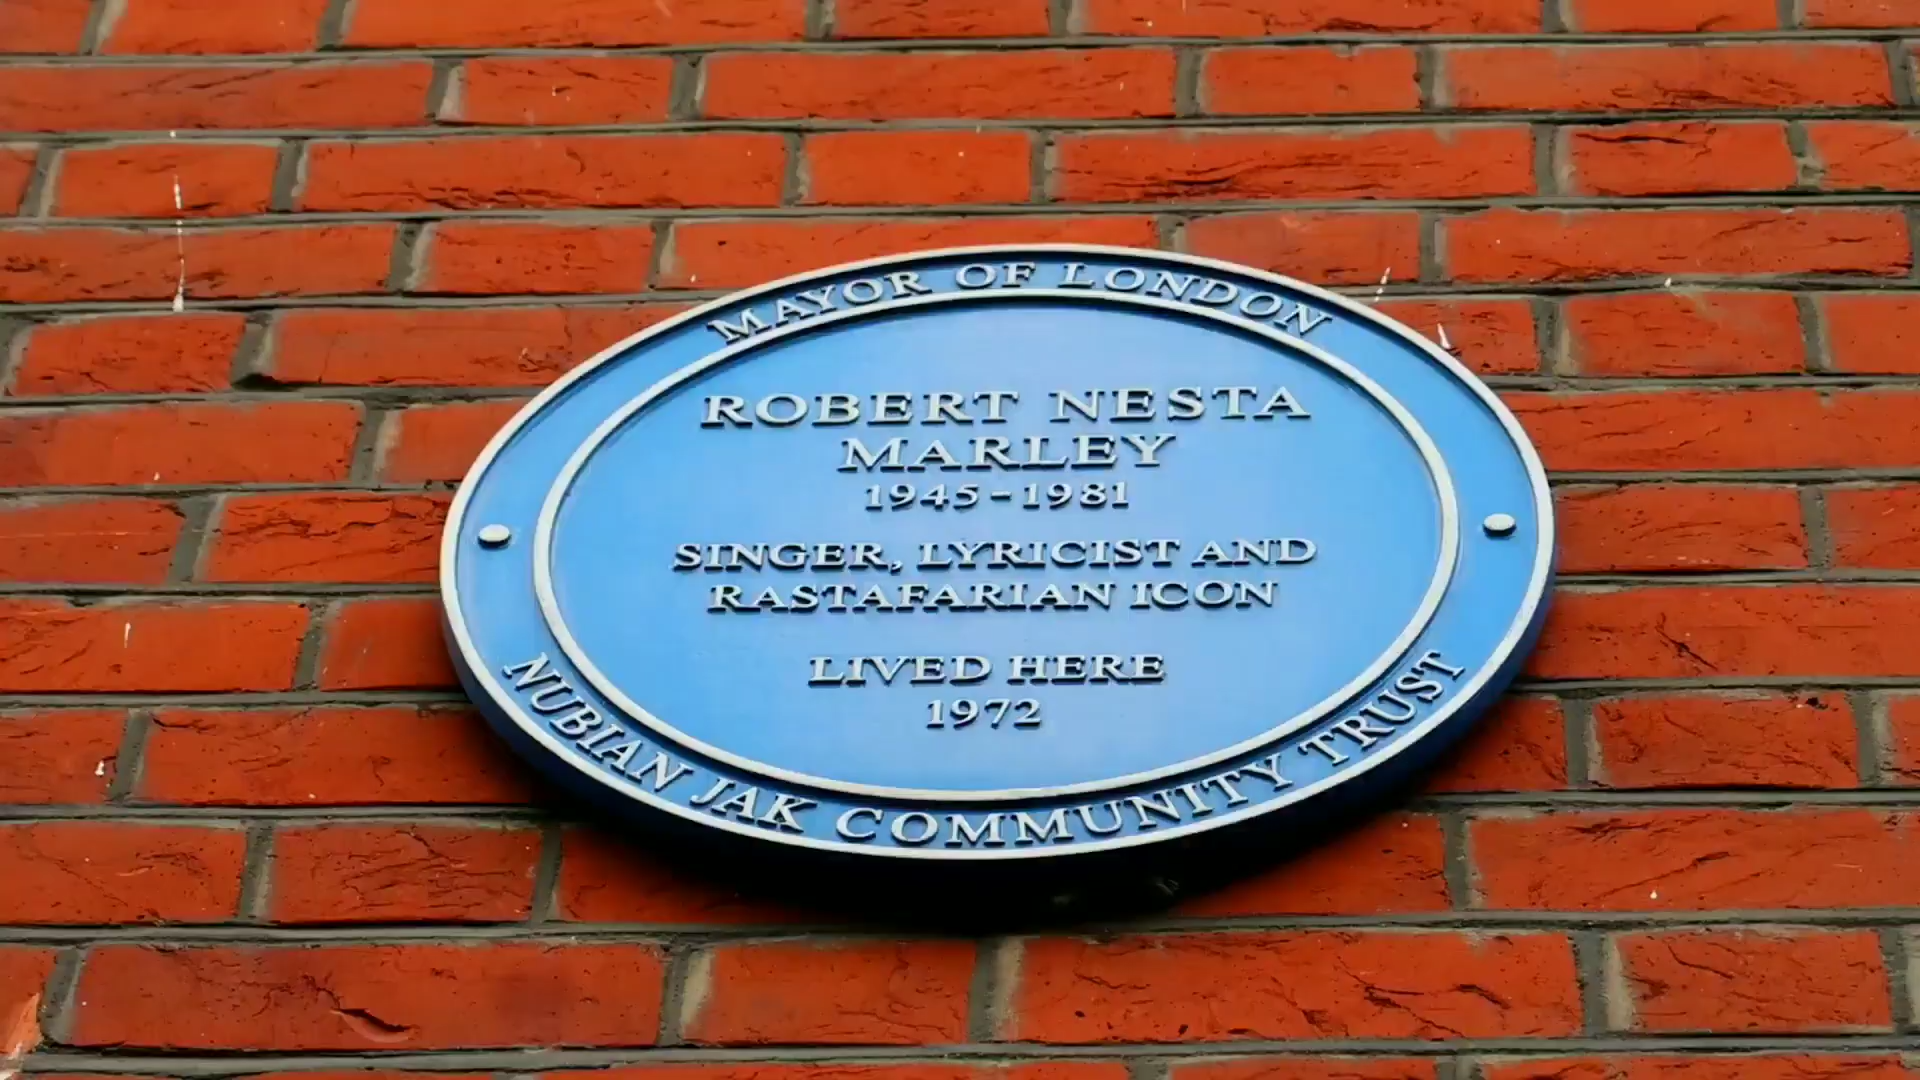 MAYOR OF LONDON
ROBERT NESTA
MARLEY
1945-1981
SINGER, LYRICIST AND
RASTAFARIAN ICON
LIVED HERE
1972
NUBIAN JAK COMMUNITY TRUST